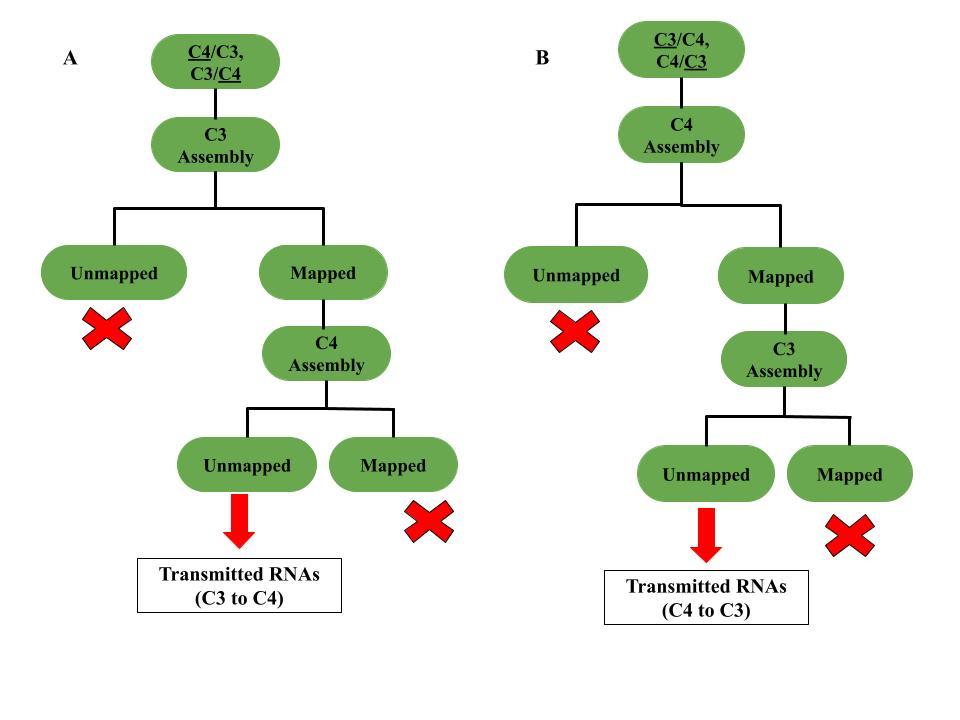 A
C4/C3,
C3/C4
C3
Assembly
Unmapped
Mapped
C4
Assembly
Unmapped
Mapped
Transmitted RNAs
(C3 to C4)
B
C3/C4,
C4/C3
C4
Assembly
Unmapped
Mapped
C3
Assembly
Unmapped
Mapped
Transmitted RNAs
(C4 to C3)